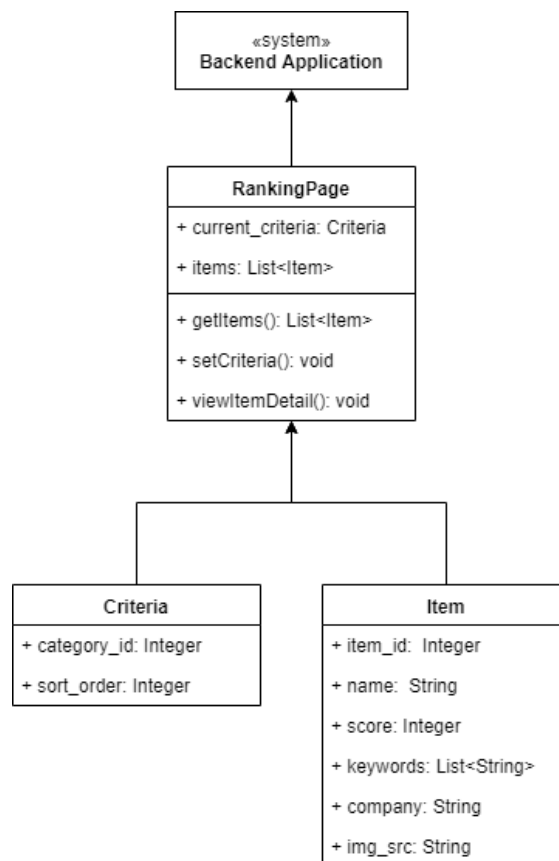 «system»
Backend Application
RankingPage
+ current_criteria: Criteria
+ items: List<Item>
+ getItems(): List<Item>
+ setCriteria(): void
+ viewItemDetail(): void
Criteria
+ category_id: Integer
+ sort_order: Integer
Item
+ item_id:  Integer
+ name:  String
+ score: Integer
+ keywords: List<String>
+ company: String
+ img_src: String